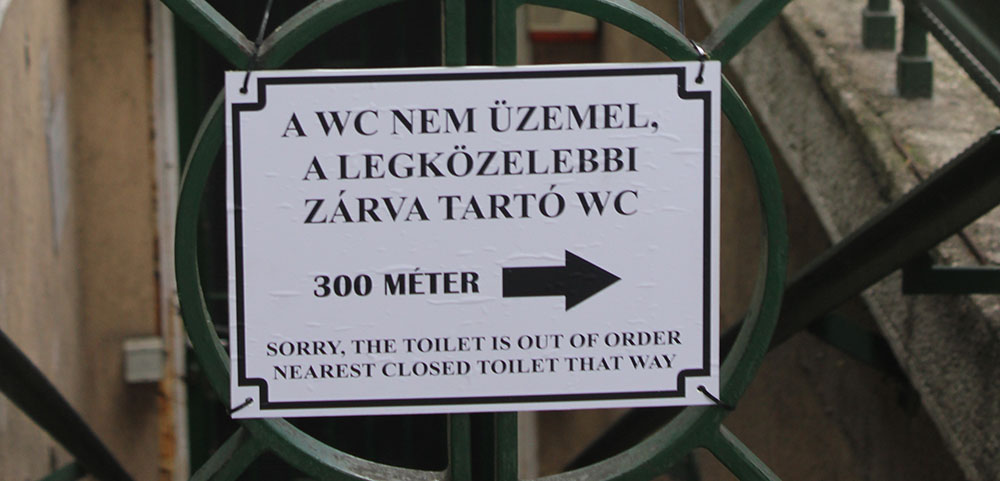 A WC NEM ÜZEMEL,
A LEGKÖZELEBBI
ZÁRVA TARTÓ WC
300 MÉTER
SORRY, THE TOILET IS OUT OF ORDER
NEAREST CLOSED TOILET THAT WAY